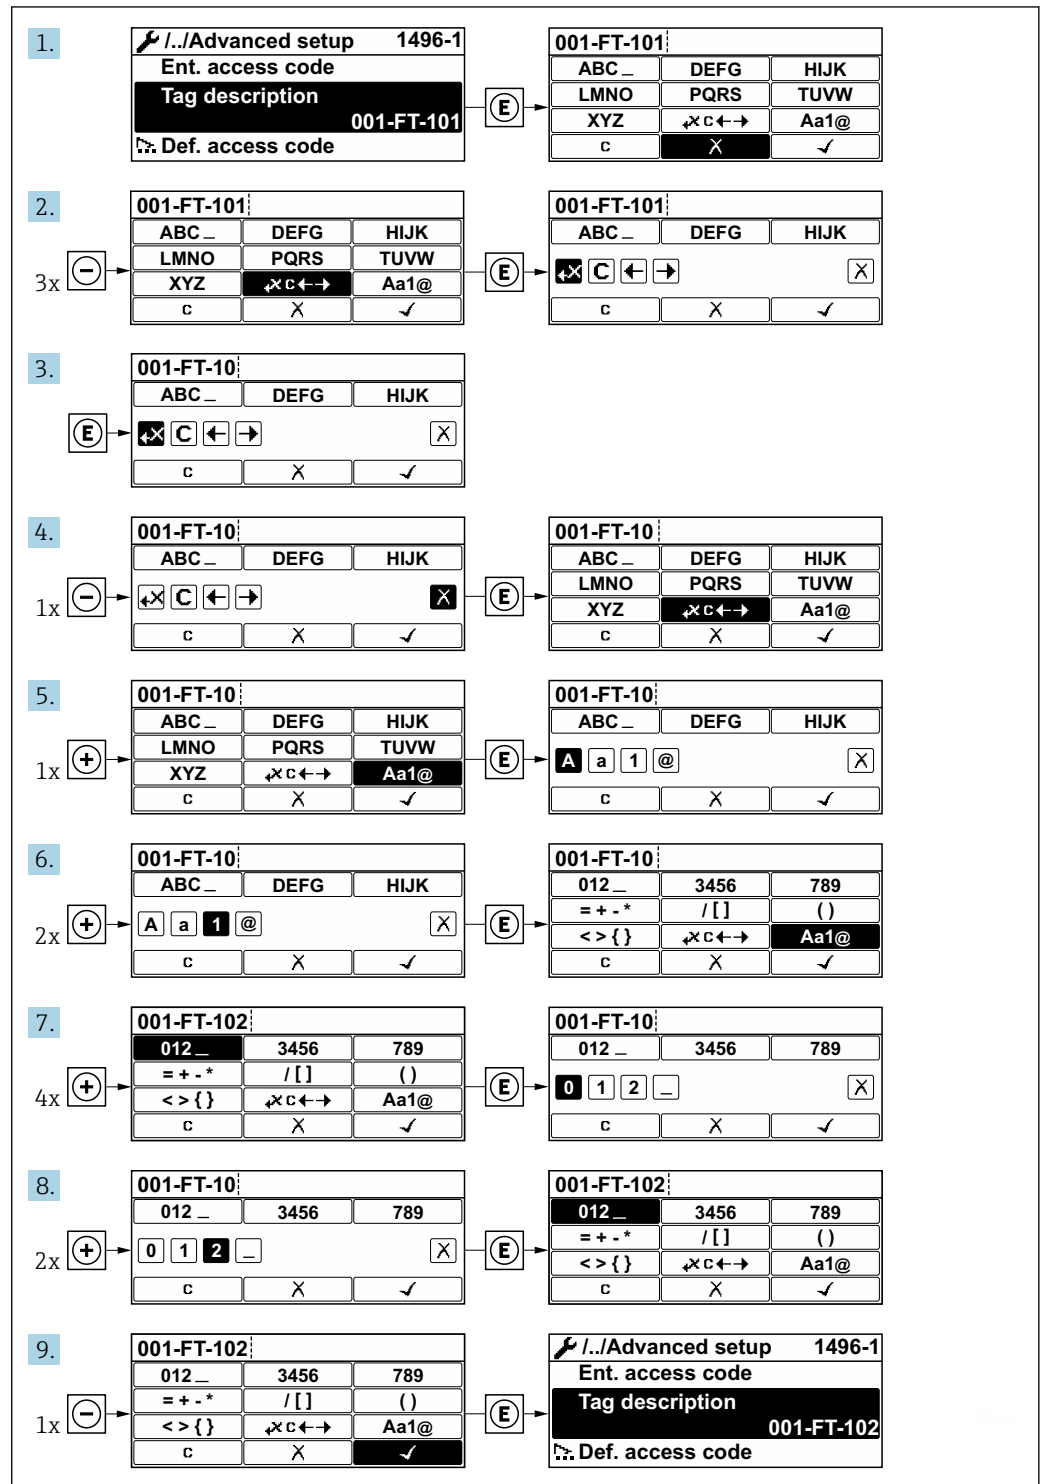 1.
/../Advanced setup 1496-1
Ent. access code
Tag description
001-FT-101
Def. access code
E
001-FT-101
ABC_ DEFG HIJK
LMNO PQRS TUVW
XYZ C Aa1@
C X ✓
2.
3x
001-FT-101
ABC_ DEFG HIJK
LMNO PQRS TUVW
XYZ C Aa1@
C X ✓
E
001-FT-101
ABC_ DEFG HIJK
C X
C X ✓
3.
E
001-FT-10
ABC_ DEFG HIJK
C X
C X ✓
4.
1x
001-FT-10
ABC_ DEFG HIJK
C X
C X ✓
E
001-FT-10
ABC_ DEFG HIJK
LMNO PQRS TUVW
XYZ C Aa1@
C X ✓
5.
1x
001-FT-10
ABC_ DEFG HIJK
LMNO PQRS TUVW
XYZ C Aa1@
C X ✓
E
001-FT-10
ABC_ DEFG HIJK
A a 1 @ X
C X ✓
6.
2x
001-FT-10
ABC_ DEFG HIJK
A a 1 @ X
C X ✓
E
001-FT-10
012_ 3456 789
= + - * / [ ] ( )
< > { } C Aa1@
C X ✓
7.
4x
001-FT-102
012_ 3456 789
= + - * / [ ] ( )
< > { } C Aa1@
C X ✓
E
001-FT-10
012_ 3456 789
0 1 2 _ X
C X ✓
8.
2x
001-FT-10
012_ 3456 789
0 1 2 _ X
C X ✓
E
001-FT-102
012_ 3456 789
= + - * / [ ] ( )
< > { } C Aa1@
C X ✓
9.
1x
001-FT-102
012_ 3456 789
= + - * / [ ] ( )
< > { } C Aa1@
C X ✓
E
/../Advanced setup 1496-1
Ent. access code
Tag description
001-FT-102
Def. access code